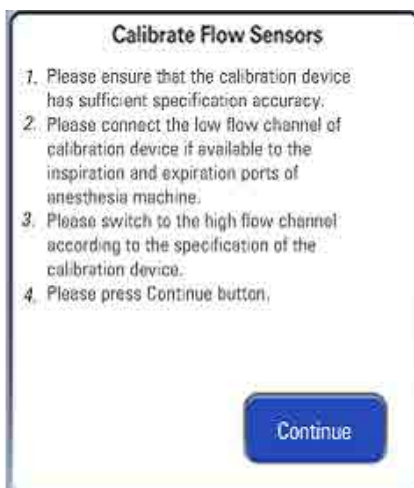 Calibrate Flow Sensors
1. Please ensure that the calibration device
has sufficient specification accuracy.
2. Please connect the low flow channel of
calibration device if available to the
inspiration and expiration ports of
anesthesia machine.
3. Please switch to the high flow channel
according to the specification of the
calibration device.
4. Please press Continue button.
Continue